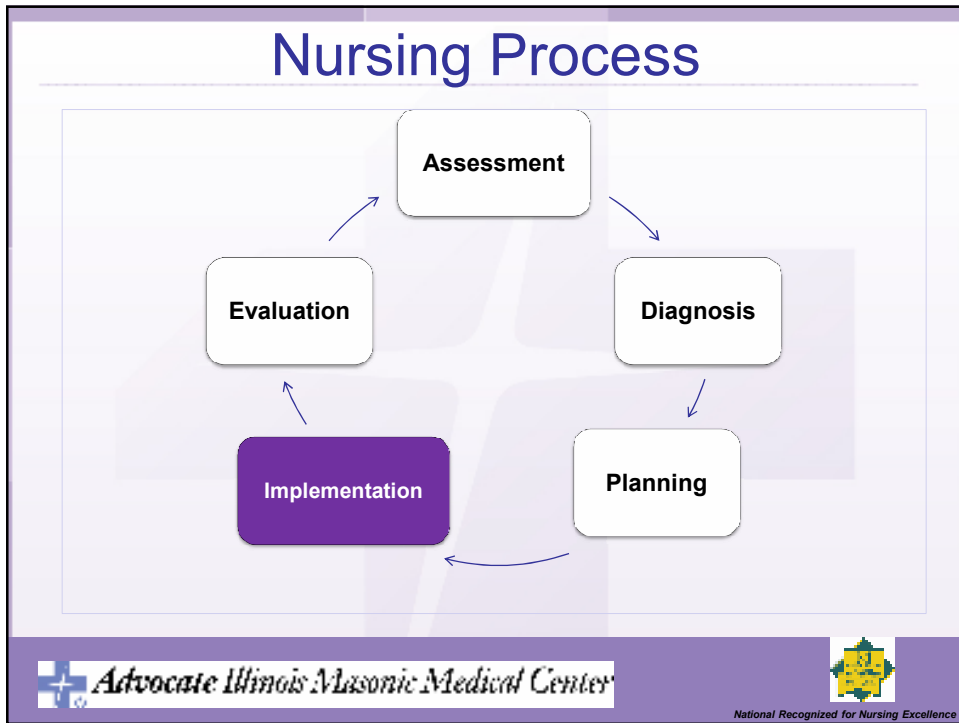 Nursing Process
Assessment
Evaluation
Diagnosis
Implementation
Planning
Advocate Illinois Masonic Medical Center
National Recognized for Nursing Excellence